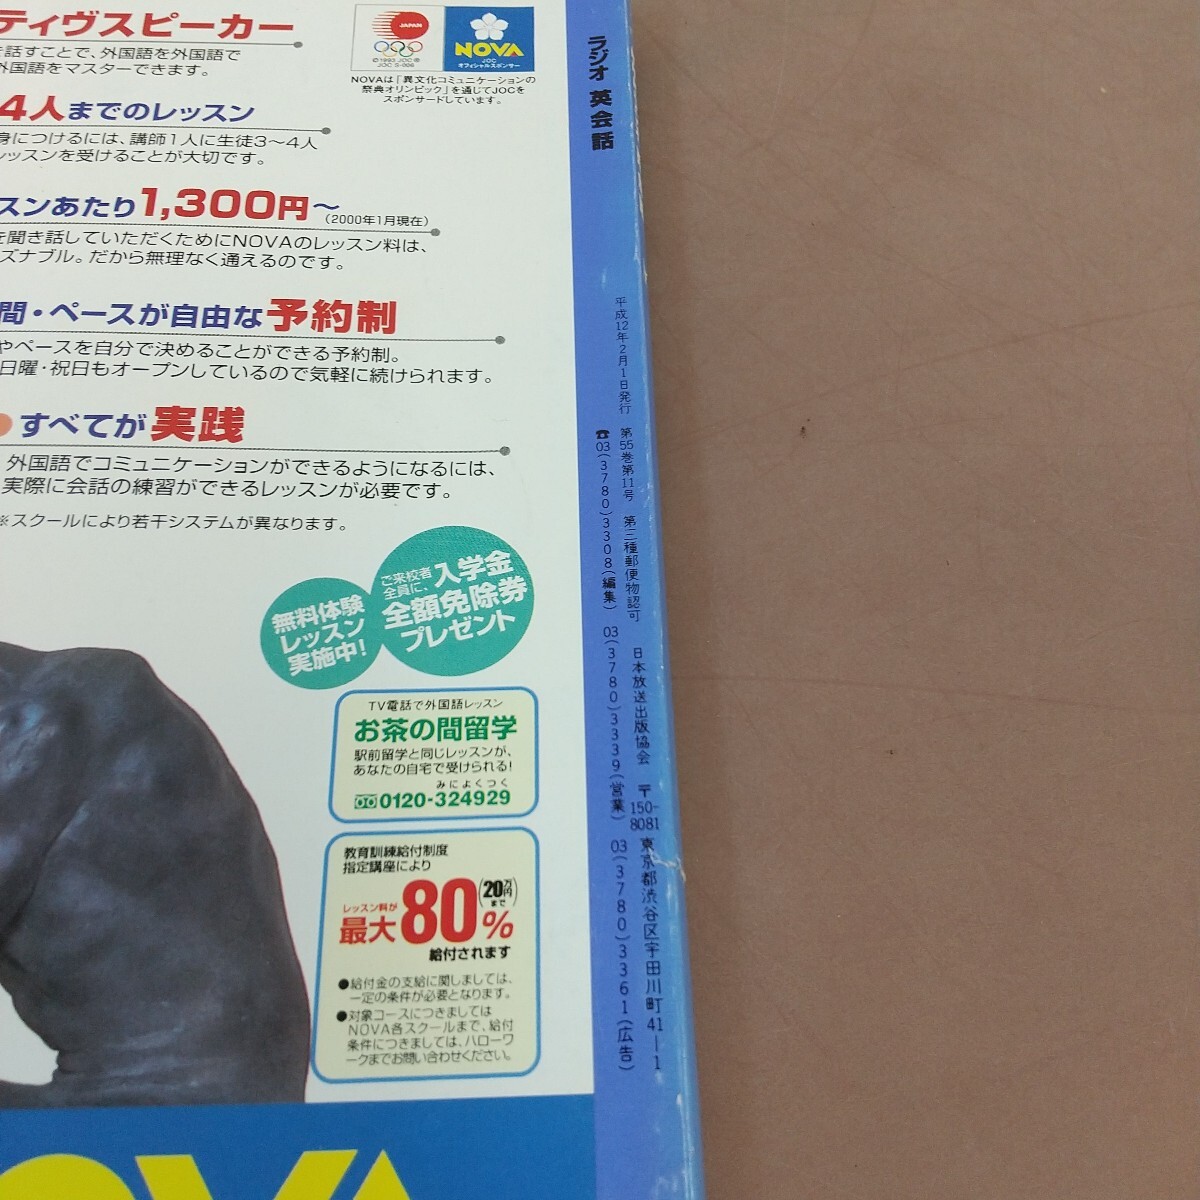 ティヴスピーカー
話すことで、外国語を外国語で
外国語をマスターできます。
JAPAN
©1993 JOC®
JOC S-006
NOVA
JOC
オフィシャルスポンサー
NOVAは「異文化コミュニケーションの
祭典オリンピック」を通じてJOCを
スポンサードしています。
4人までのレッスン
身につけるには、講師1人に生徒3〜4人
レッスンを受けることが大切です。
スンあたり1,300円〜
(2000年1月現在)
を聞き話していただくためにNOVAのレッスン料は、
ズナブル。だから無理なく通えるのです。
間・ペースが自由な予約制
やペースを自分で決めることができる予約制。
日曜・祝日もオープンしているので気軽に続けられます。
すべてが実践
外国語でコミュニケーションができるようになるには、
実際に会話の練習ができるレッスンが必要です。
※スクールにより若干システムが異なります。
無料体験
レッスン
実施中!
ご来校者
全員に、入学金
全額免除券
プレゼント
TV電話で外国語レッスン
お茶の間留学
駅前留学と同じレッスンが、
あなたの自宅で受けられる!
みによくつく
0120-324929
教育訓練給付制度
指定講座により
レッスン料が
最大80%
(20万円まで)
給付されます
●給付金の支給に関しましては、
一定の条件が必要となります。
●対象コースにつきましては
NOVA各スクールまで、給付
条件につきましては、ハローワ
ークまでお問い合わせください。
OVA
ラジオ 英会話
平成12年2月1日発行 第55巻第11号 第三種郵便物認可 日本放送出版協会 〒150-8081 東京都渋谷区宇田川町41-1
☎03(3780)3308(編集) 03(3780)3339(営業) 03(3780)3361(広告)